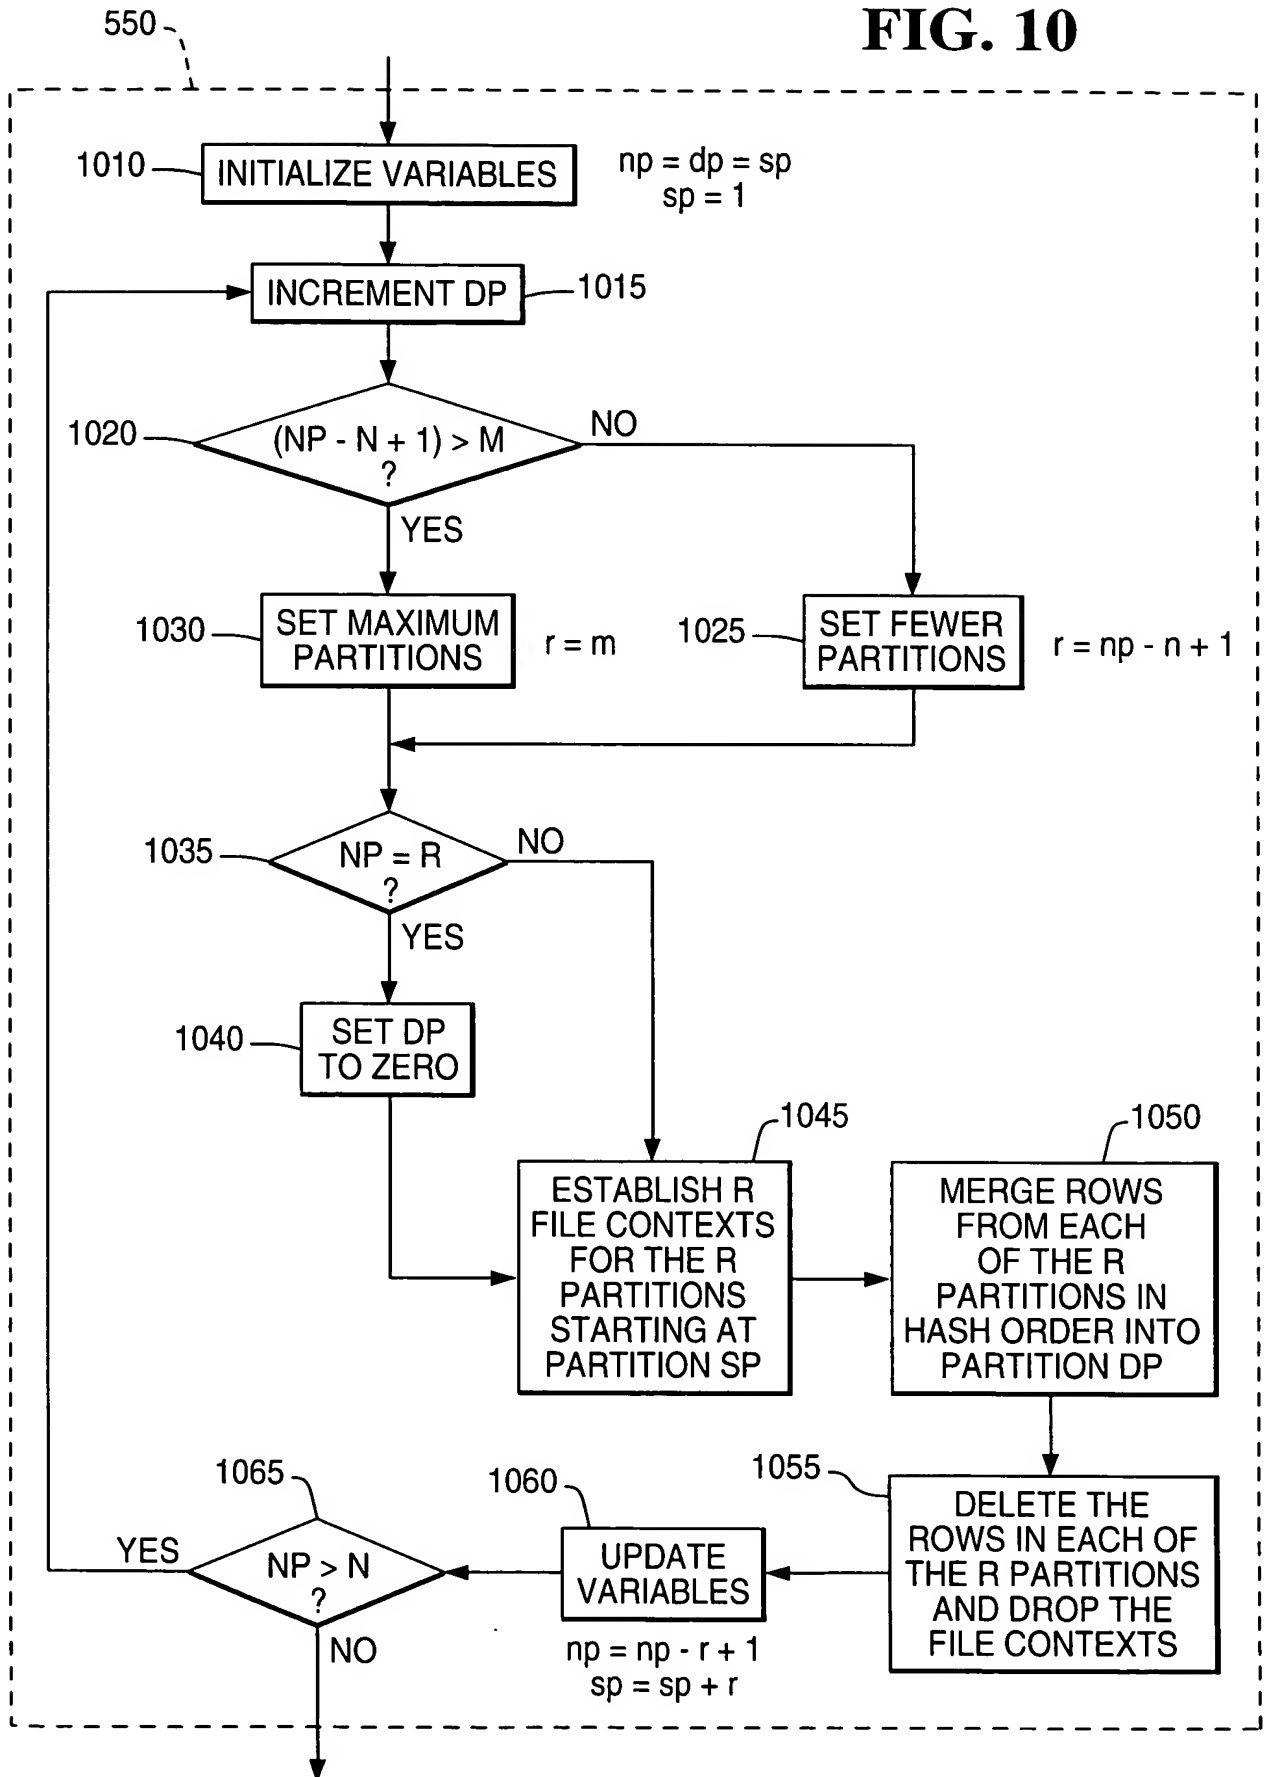 FIG. 10
550
1010
INITIALIZE VARIABLES
np = dp = sp
sp = 1
INCREMENT DP
1015
1020
(NP - N + 1) > M
?
NO
YES
1030
SET MAXIMUM
PARTITIONS
r = m
1025
SET FEWER
PARTITIONS
r = np - n + 1
1035
NP = R
?
NO
YES
1040
SET DP
TO ZERO
1045
ESTABLISH R
FILE CONTEXTS
FOR THE R
PARTITIONS
STARTING AT
PARTITION SP
1050
MERGE ROWS
FROM EACH
OF THE R
PARTITIONS IN
HASH ORDER INTO
PARTITION DP
1055
DELETE THE
ROWS IN EACH OF
THE R PARTITIONS
AND DROP THE
FILE CONTEXTS
1060
UPDATE
VARIABLES
np = np - r + 1
sp = sp + r
1065
NP > N
?
YES
NO